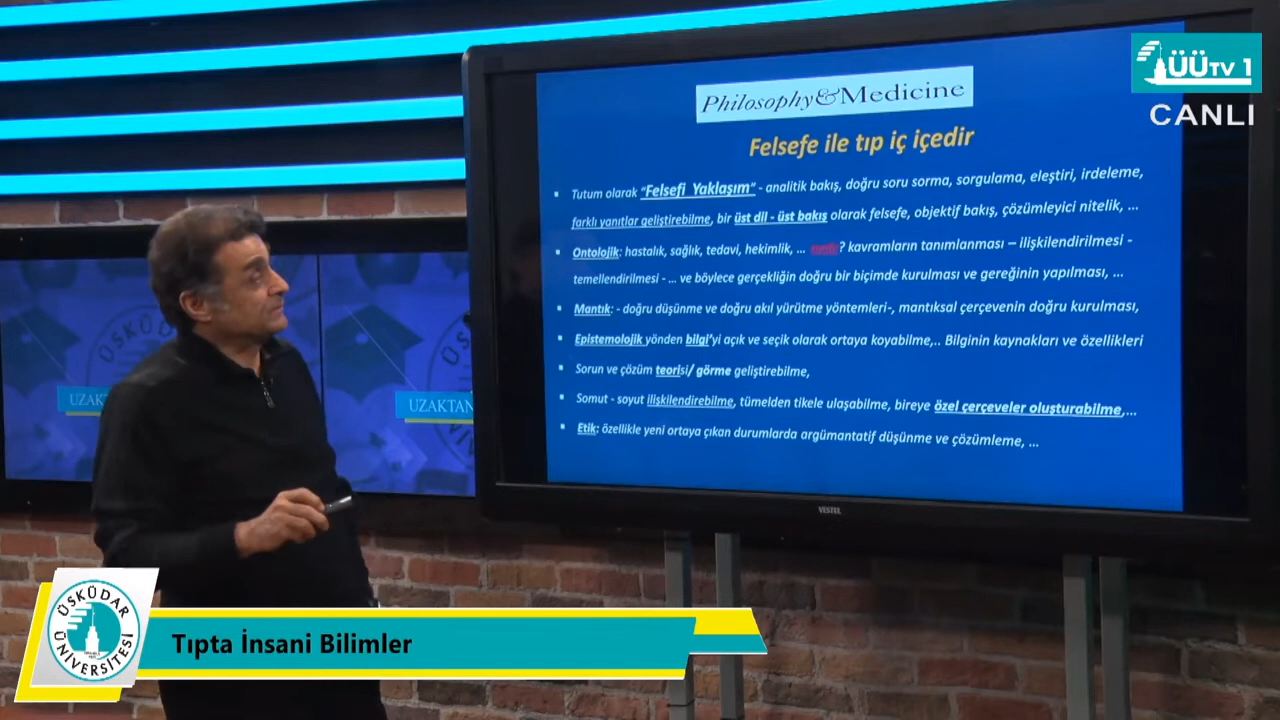 ÜÜTV 1
CANLI
Philosophy&Medicine
Felsefe ile tıp iç içedir
▪ Tutum olarak “Felsefi Yaklaşım” - analitik bakış, doğru soru sorma, sorgulama, eleştiri, irdeleme,
farklı yanıtlar geliştirebilme, bir üst dil - üst bakış olarak felsefe, objektif bakış, çözümleyici nitelik, ...
▪ Ontolojik: hastalık, sağlık, tedavi, hekimlik, ... nedir? kavramların tanımlanması – ilişkilendirilmesi -
temellendirilmesi - ... ve böylece gerçekliğin doğru bir biçimde kurulması ve gereğinin yapılması, ...
▪ Mantık: - doğru düşünme ve doğru akıl yürütme yöntemleri-, mantıksal çerçevenin doğru kurulması,
▪ Epistemolojik yönden bilgi’yi açık ve seçik olarak ortaya koyabilme,.. Bilginin kaynakları ve özellikleri
▪ Sorun ve çözüm teorisi/ görme geliştirebilme,
▪ Somut - soyut ilişkilendirebilme, tümelden tikele ulaşabilme, bireye özel çerçeveler oluşturabilme,...
▪ Etik: özellikle yeni ortaya çıkan durumlarda argümantatif düşünme ve çözümleme, ...
VESTEL
ÜSKÜDAR
UZAKTA
UZAKTAN
ÜSKÜDAR
ÜNİVERSİTESİ
Tıpta İnsani Bilimler